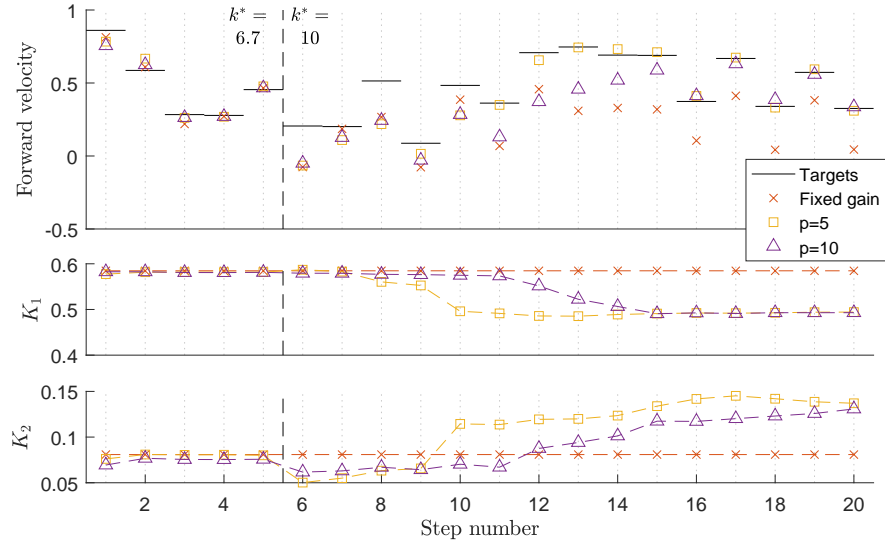 k* = 6.7
k* = 10
Forward velocity
1
0.5
0
-0.5
Targets
Fixed gain
p=5
p=10
K₁
0.6
0.5
0.4
K₂
0.15
0.1
0.05
2 4 6 8 10 12 14 16 18 20
Step number